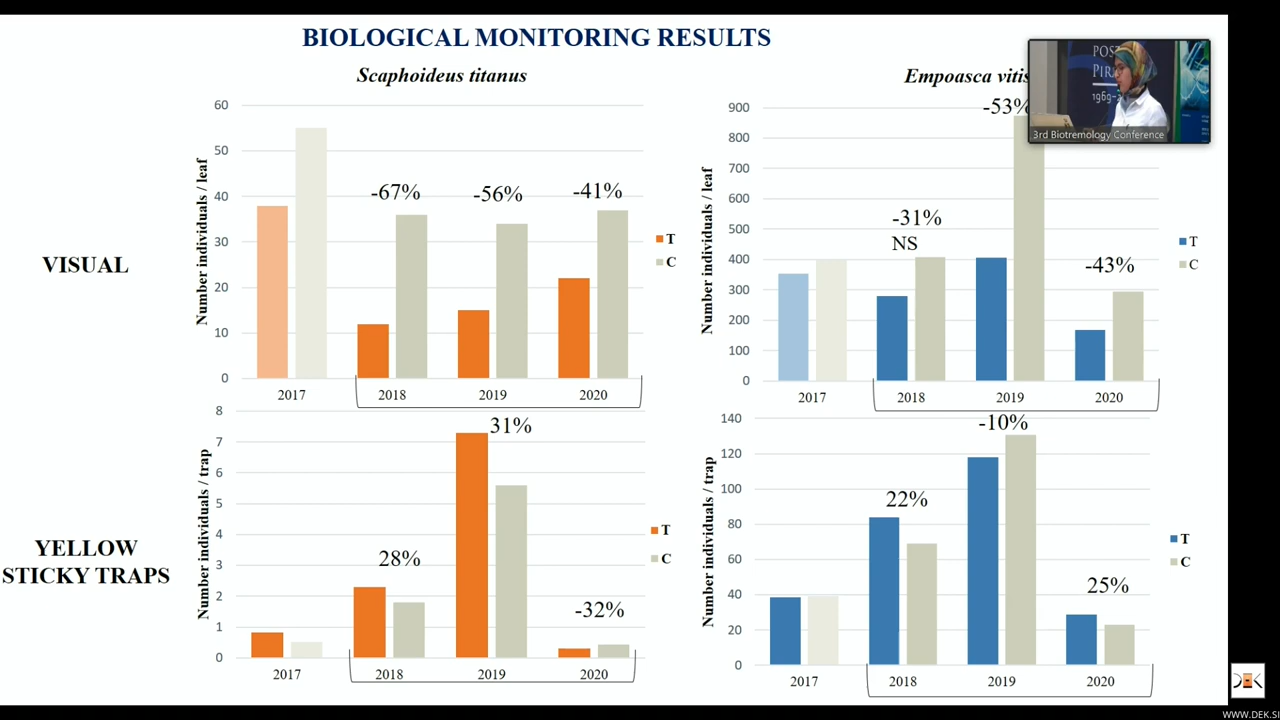 BIOLOGICAL MONITORING RESULTS
Scaphoideus titanus
Empoasca vitis
VISUAL
Number individuals / leaf
60
50
40
30
20
10
0
-67%
-56%
-41%
T
C
2017 2018 2019 2020
Number individuals / leaf
900
800
700
600
500
400
300
200
100
0
-31%
NS
-53%
-43%
T
C
2017 2018 2019 2020
YELLOW
STICKY TRAPS
Number individuals / trap
8
7
6
5
4
3
2
1
0
28%
31%
-32%
T
C
2017 2018 2019 2020
Number individuals / trap
140
120
100
80
60
40
20
0
22%
-10%
25%
T
C
2017 2018 2019 2020
3rd Biotremology Conference
WWW.DEK.SI